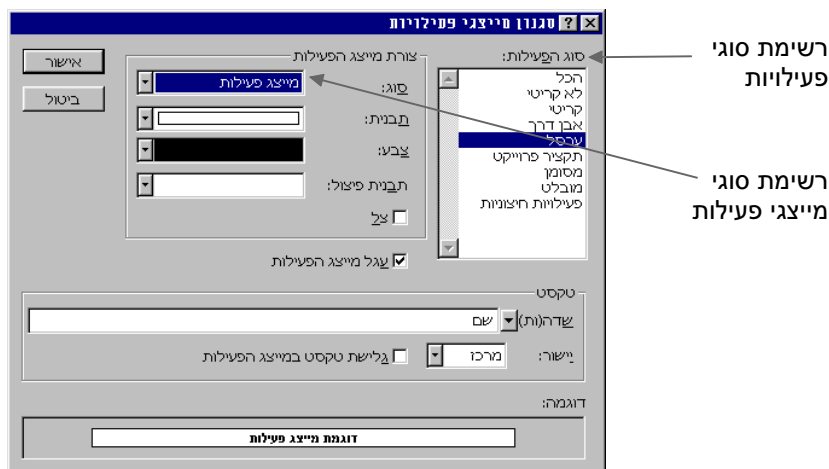 סגנון מייצגי פעילויות
רשימת סוגי
פעילויות
רשימת סוגי
מייצגי פעילות
סוג הפעילות:
הכל
לא קריטי
קריטי
אבן דרך
ערסל
תקציר פרוייקט
מסומן
מובלט
פעילויות חיצוניות
צורת מייצג הפעילות
סוג: מייצג פעילות
תבנית:
צבע:
תבנית פיצול:
צל
עגל מייצג הפעילות
אישור
ביטול
טקסט
שדה(ות) שם
יישור: מרכז גלישת טקסט במייצג הפעילות
דוגמה:
דוגמת מייצג פעילות